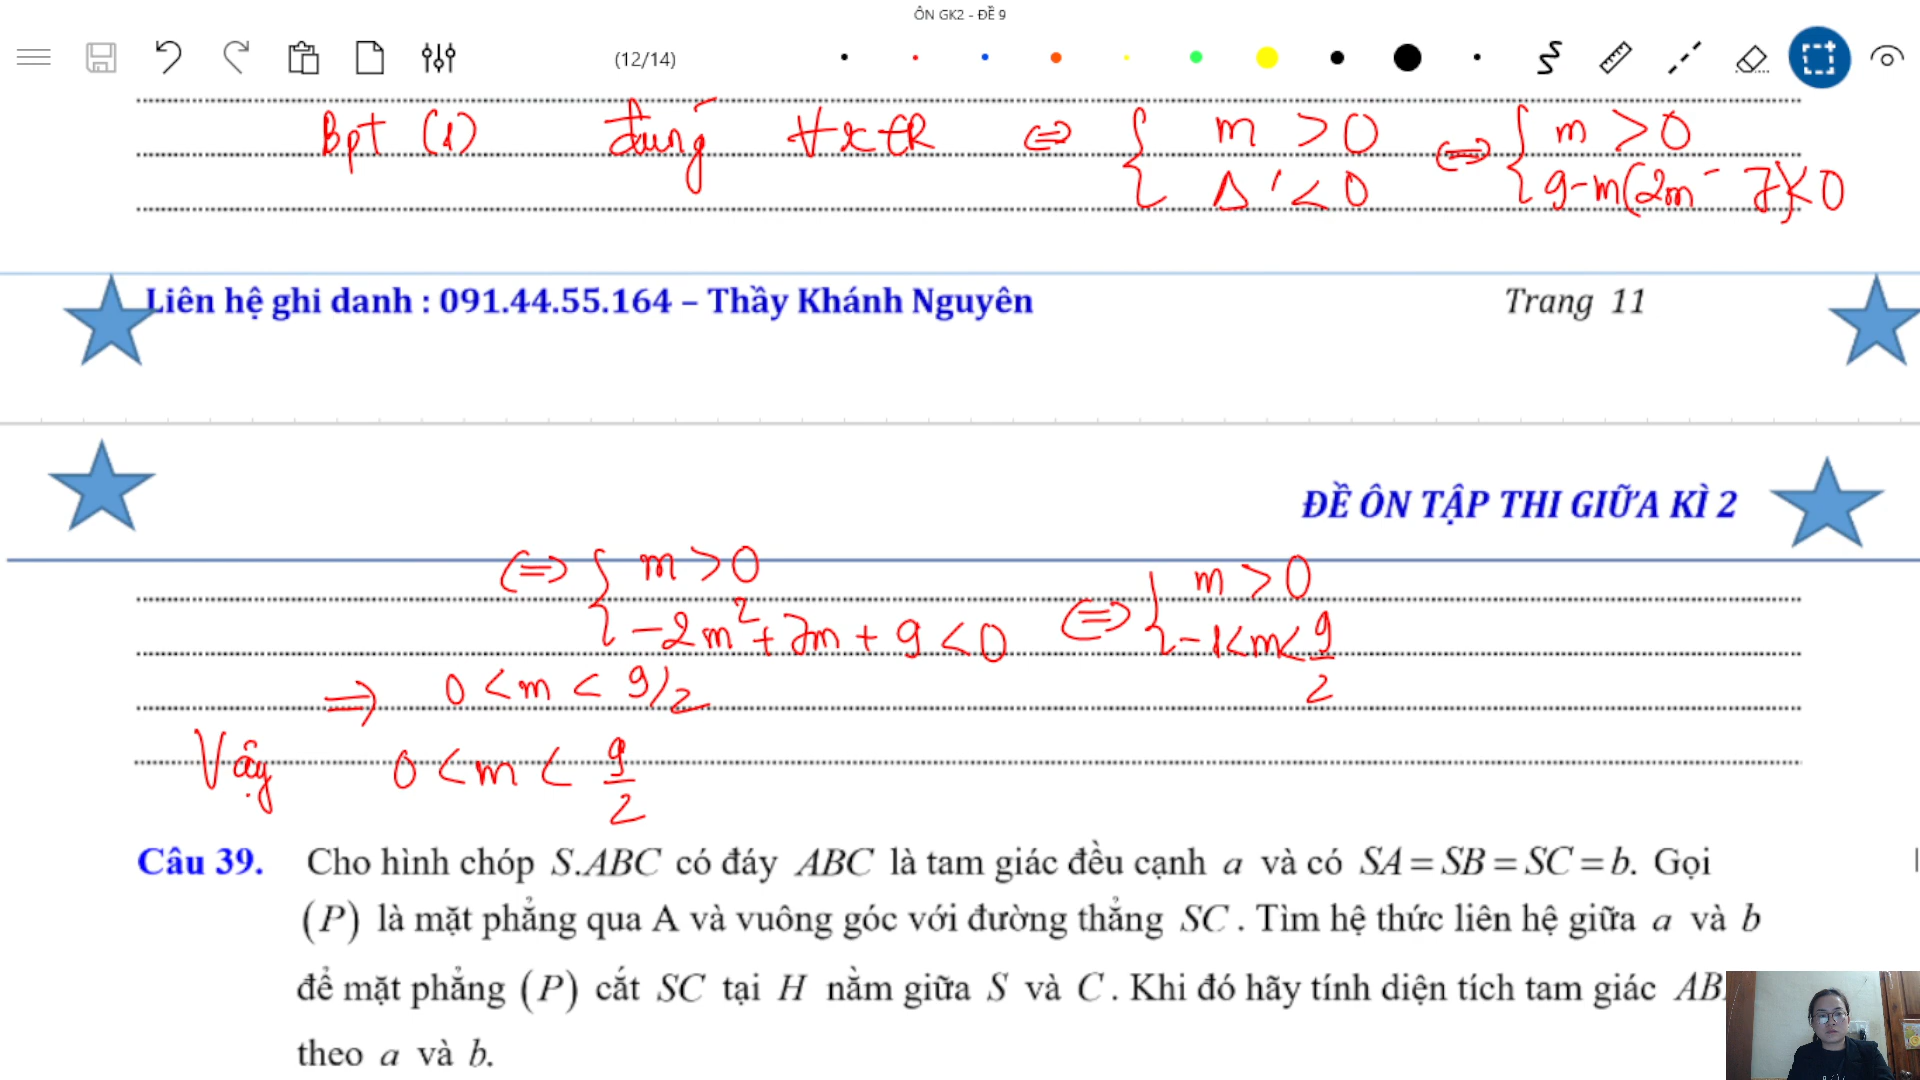 ÔN GK2 - ĐỀ 9
(12/14)
Bpt (1) đúng ∀x∈R ⇔ { m > 0 ⇔ { m > 0
Δ' < 0 9-m(2m - 7)<0
Liên hệ ghi danh : 091.44.55.164 – Thầy Khánh Nguyên Trang 11
ĐỀ ÔN TẬP THI GIỮA KÌ 2
⇔ { m > 0 ⇔ { m > 0
-2m²+7m+9<0 -1<m<9/2
⇒ 0 < m < 9/2
Vậy 0 < m < 9/2
Câu 39. Cho hình chóp S.ABC có đáy ABC là tam giác đều cạnh a và có SA = SB = SC = b. Gọi
(P) là mặt phẳng qua A và vuông góc với đường thẳng SC . Tìm hệ thức liên hệ giữa a và b
để mặt phẳng (P) cắt SC tại H nằm giữa S và C . Khi đó hãy tính diện tích tam giác AB
theo a và b.